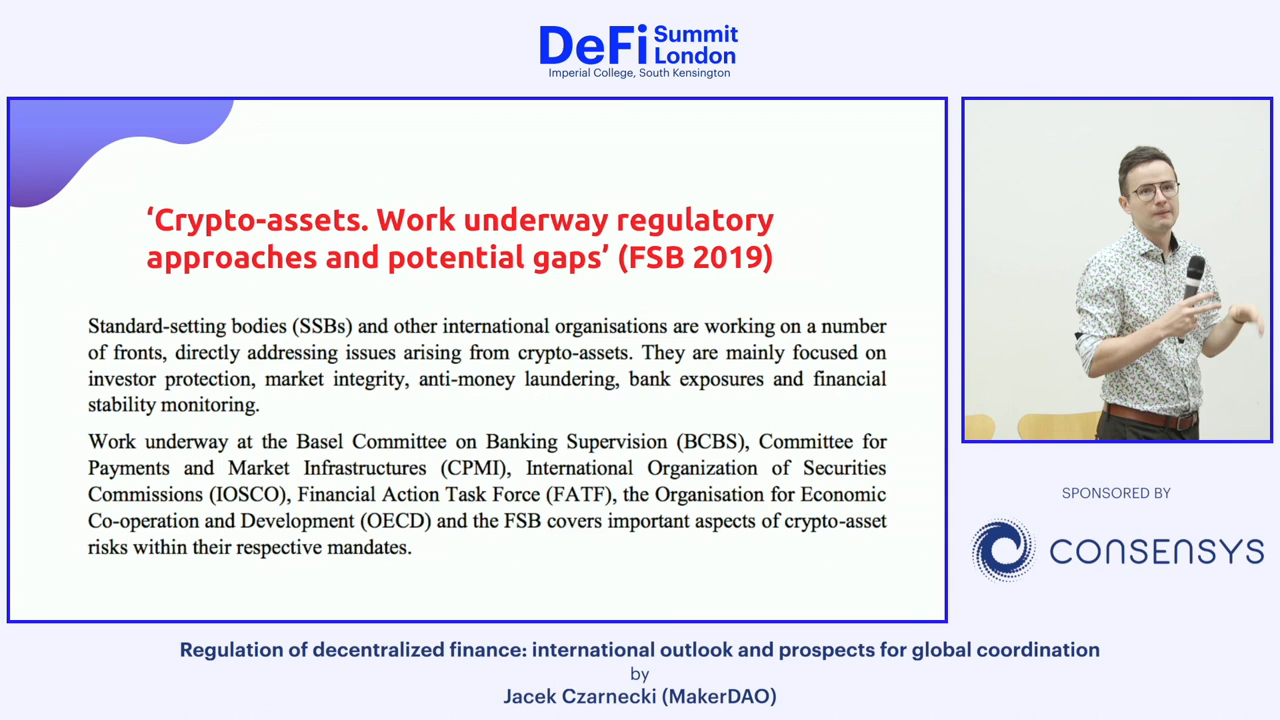 DeFi Summit London
Imperial College, South Kensington
‘Crypto-assets. Work underway regulatory
approaches and potential gaps’ (FSB 2019)
Standard-setting bodies (SSBs) and other international organisations are working on a number
of fronts, directly addressing issues arising from crypto-assets. They are mainly focused on
investor protection, market integrity, anti-money laundering, bank exposures and financial
stability monitoring.
Work underway at the Basel Committee on Banking Supervision (BCBS), Committee for
Payments and Market Infrastructures (CPMI), International Organization of Securities
Commissions (IOSCO), Financial Action Task Force (FATF), the Organisation for Economic
Co-operation and Development (OECD) and the FSB covers important aspects of crypto-asset
risks within their respective mandates.
SPONSORED BY
CONSENSYS
Regulation of decentralized finance: international outlook and prospects for global coordination
by
Jacek Czarnecki (MakerDAO)